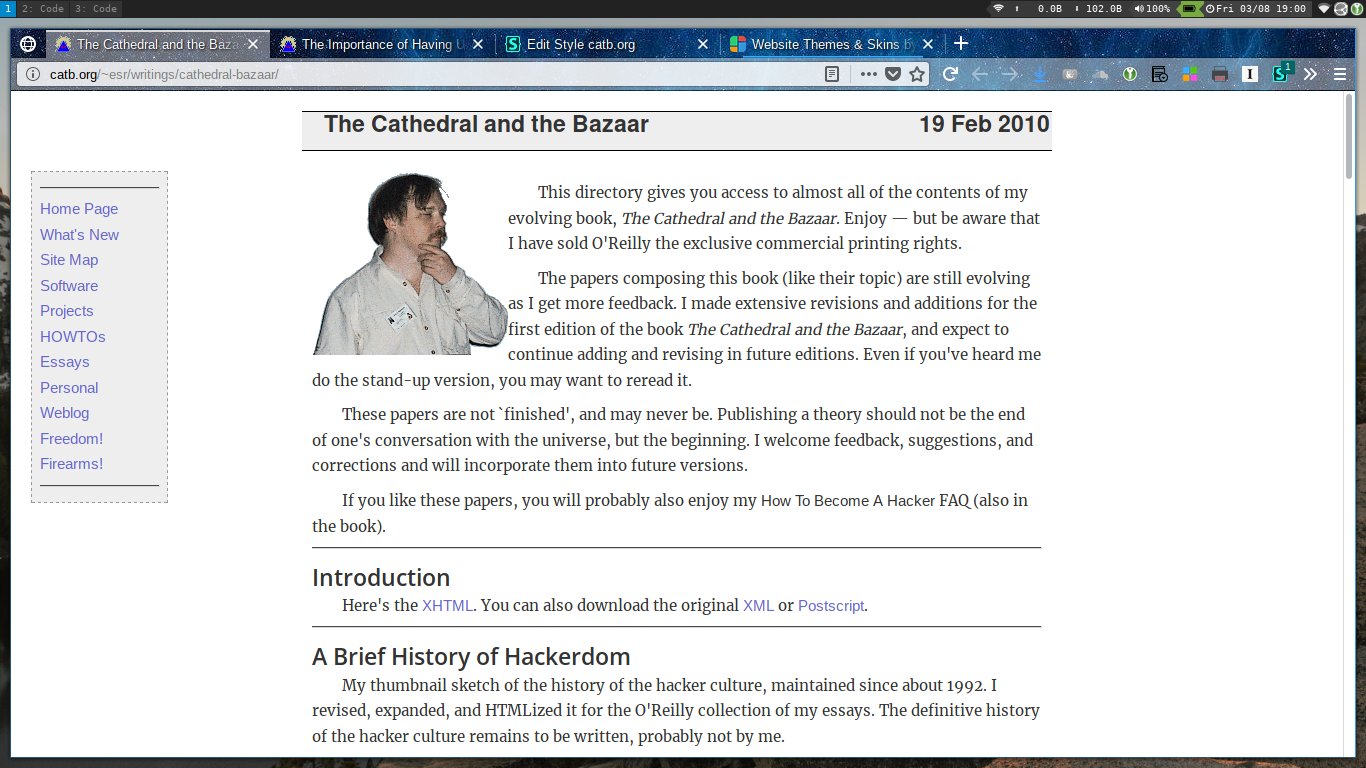 1 2: Code 3: Code 0.0B 102.0B 100% Fri 03/08 19:00
The Cathedral and the Baza The Importance of Having U Edit Style catb.org Website Themes & Skins b
catb.org/~esr/writings/cathedral-bazaar/ 1
The Cathedral and the Bazaar 19 Feb 2010
Home Page
What's New
Site Map
Software
Projects
HOWTOs
Essays
Personal
Weblog
Freedom!
Firearms!
This directory gives you access to almost all of the contents of my
evolving book, The Cathedral and the Bazaar. Enjoy — but be aware that
I have sold O'Reilly the exclusive commercial printing rights.
The papers composing this book (like their topic) are still evolving
as I get more feedback. I made extensive revisions and additions for the
first edition of the book The Cathedral and the Bazaar, and expect to
continue adding and revising in future editions. Even if you've heard me
do the stand-up version, you may want to reread it.
These papers are not `finished', and may never be. Publishing a theory should not be the end
of one's conversation with the universe, but the beginning. I welcome feedback, suggestions, and
corrections and will incorporate them into future versions.
If you like these papers, you will probably also enjoy my How To Become A Hacker FAQ (also in
the book).
Introduction
Here's the XHTML. You can also download the original XML or Postscript.
A Brief History of Hackerdom
My thumbnail sketch of the history of the hacker culture, maintained since about 1992. I
revised, expanded, and HTMLized it for the O'Reilly collection of my essays. The definitive history
of the hacker culture remains to be written, probably not by me.